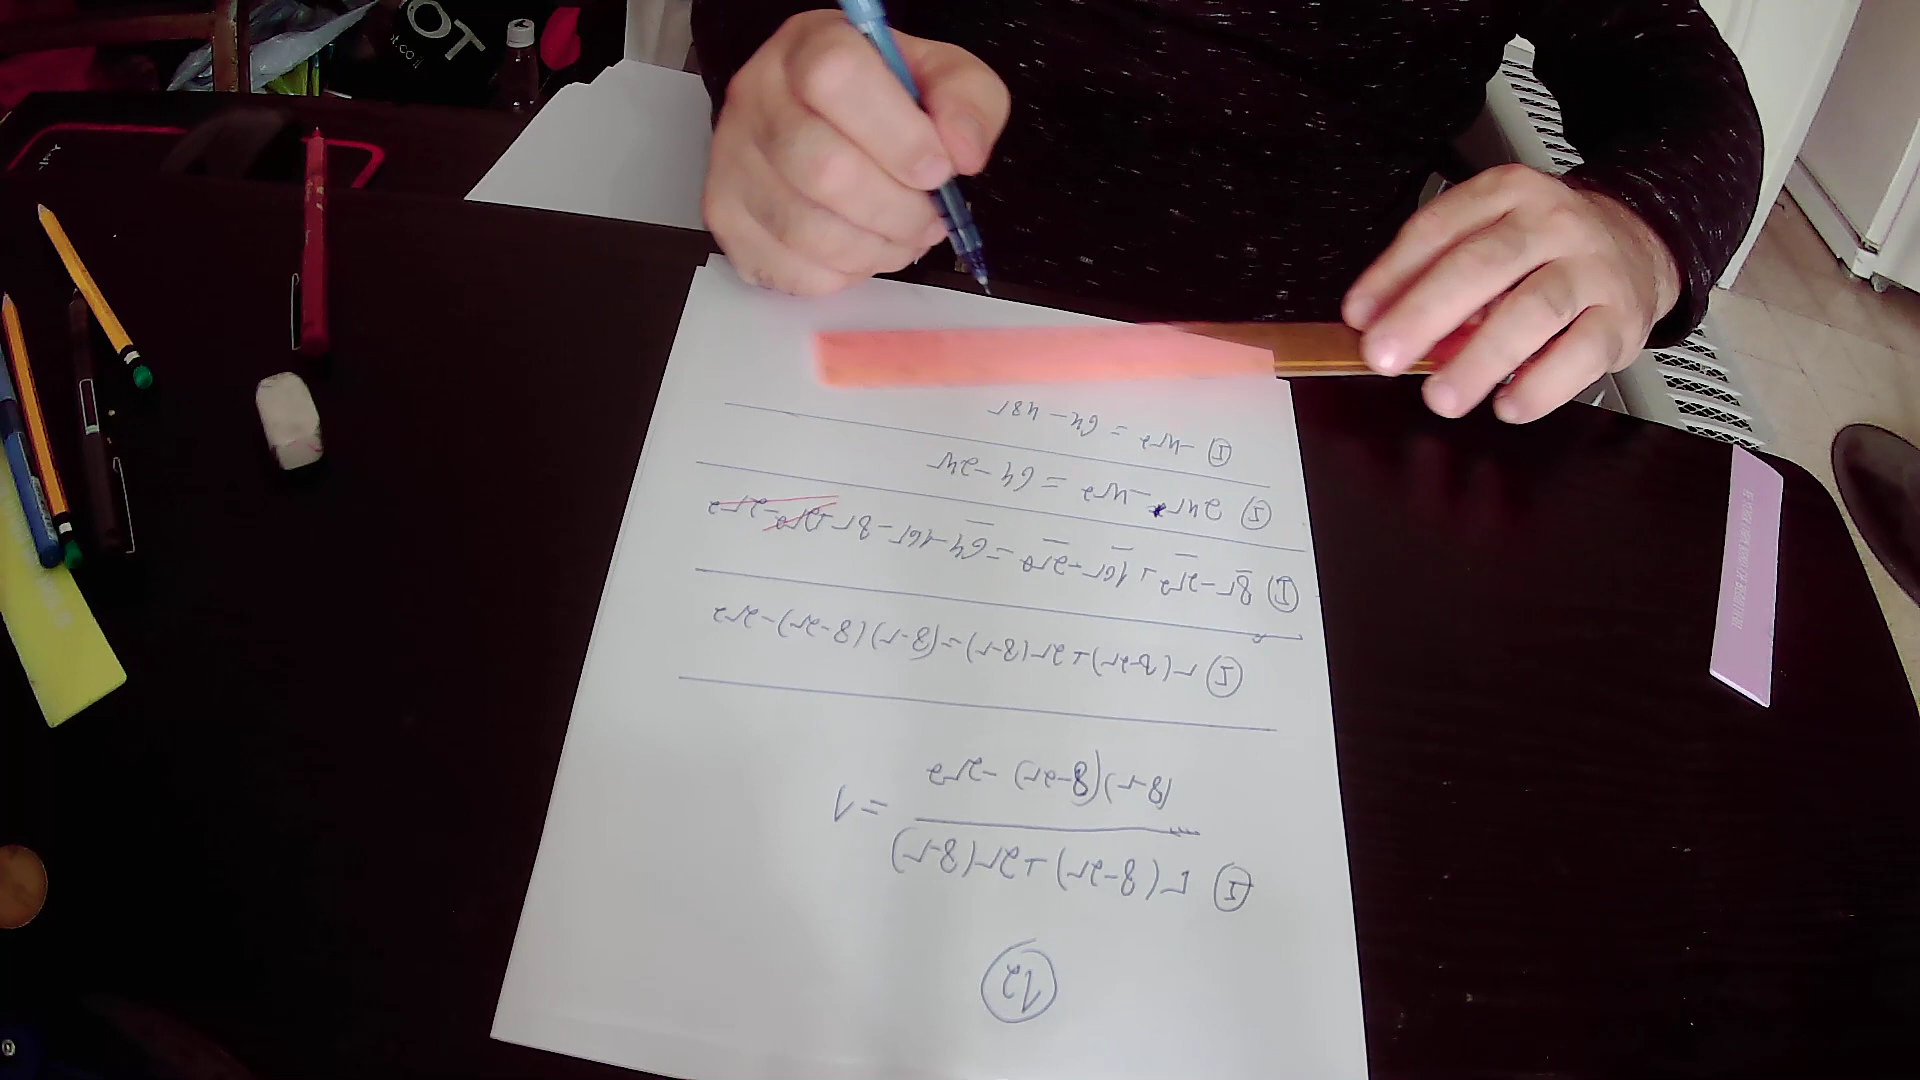 12
Ⓘ r(8-2r)+2r(8-r)
(8-r)(8-2r) -2r²
= 1
Ⓘ r(8-2r)+2r(8-r)=(8-r)(8-2r)-2r²
Ⓘ 8r-2r²+16r-2r²=64-16r-8r+2r²-2r²
Ⓘ 24r-4r²=64-24r
Ⓘ -4r²=64-48r
OT